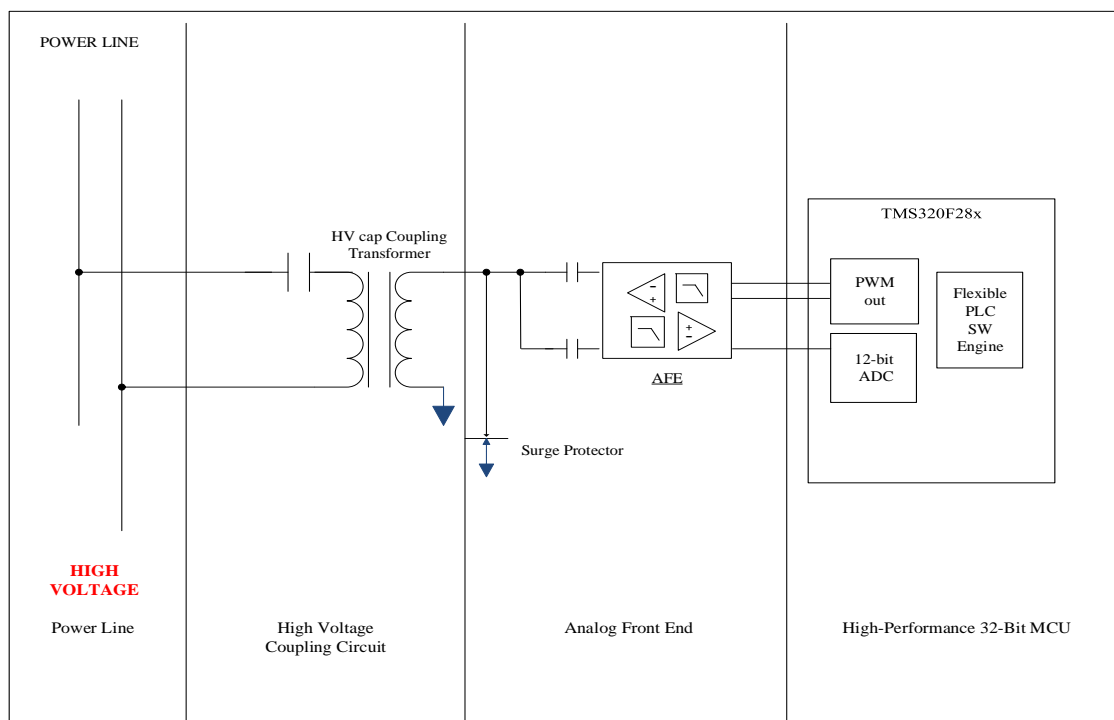 POWER LINE
HV cap Coupling
Transformer
TMS320F28x
PWM
out
Flexible
PLC
SW
Engine
12-bit
ADC
AFE
Surge Protector
HIGH
VOLTAGE
Power Line
High Voltage
Coupling Circuit
Analog Front End
High-Performance 32-Bit MCU